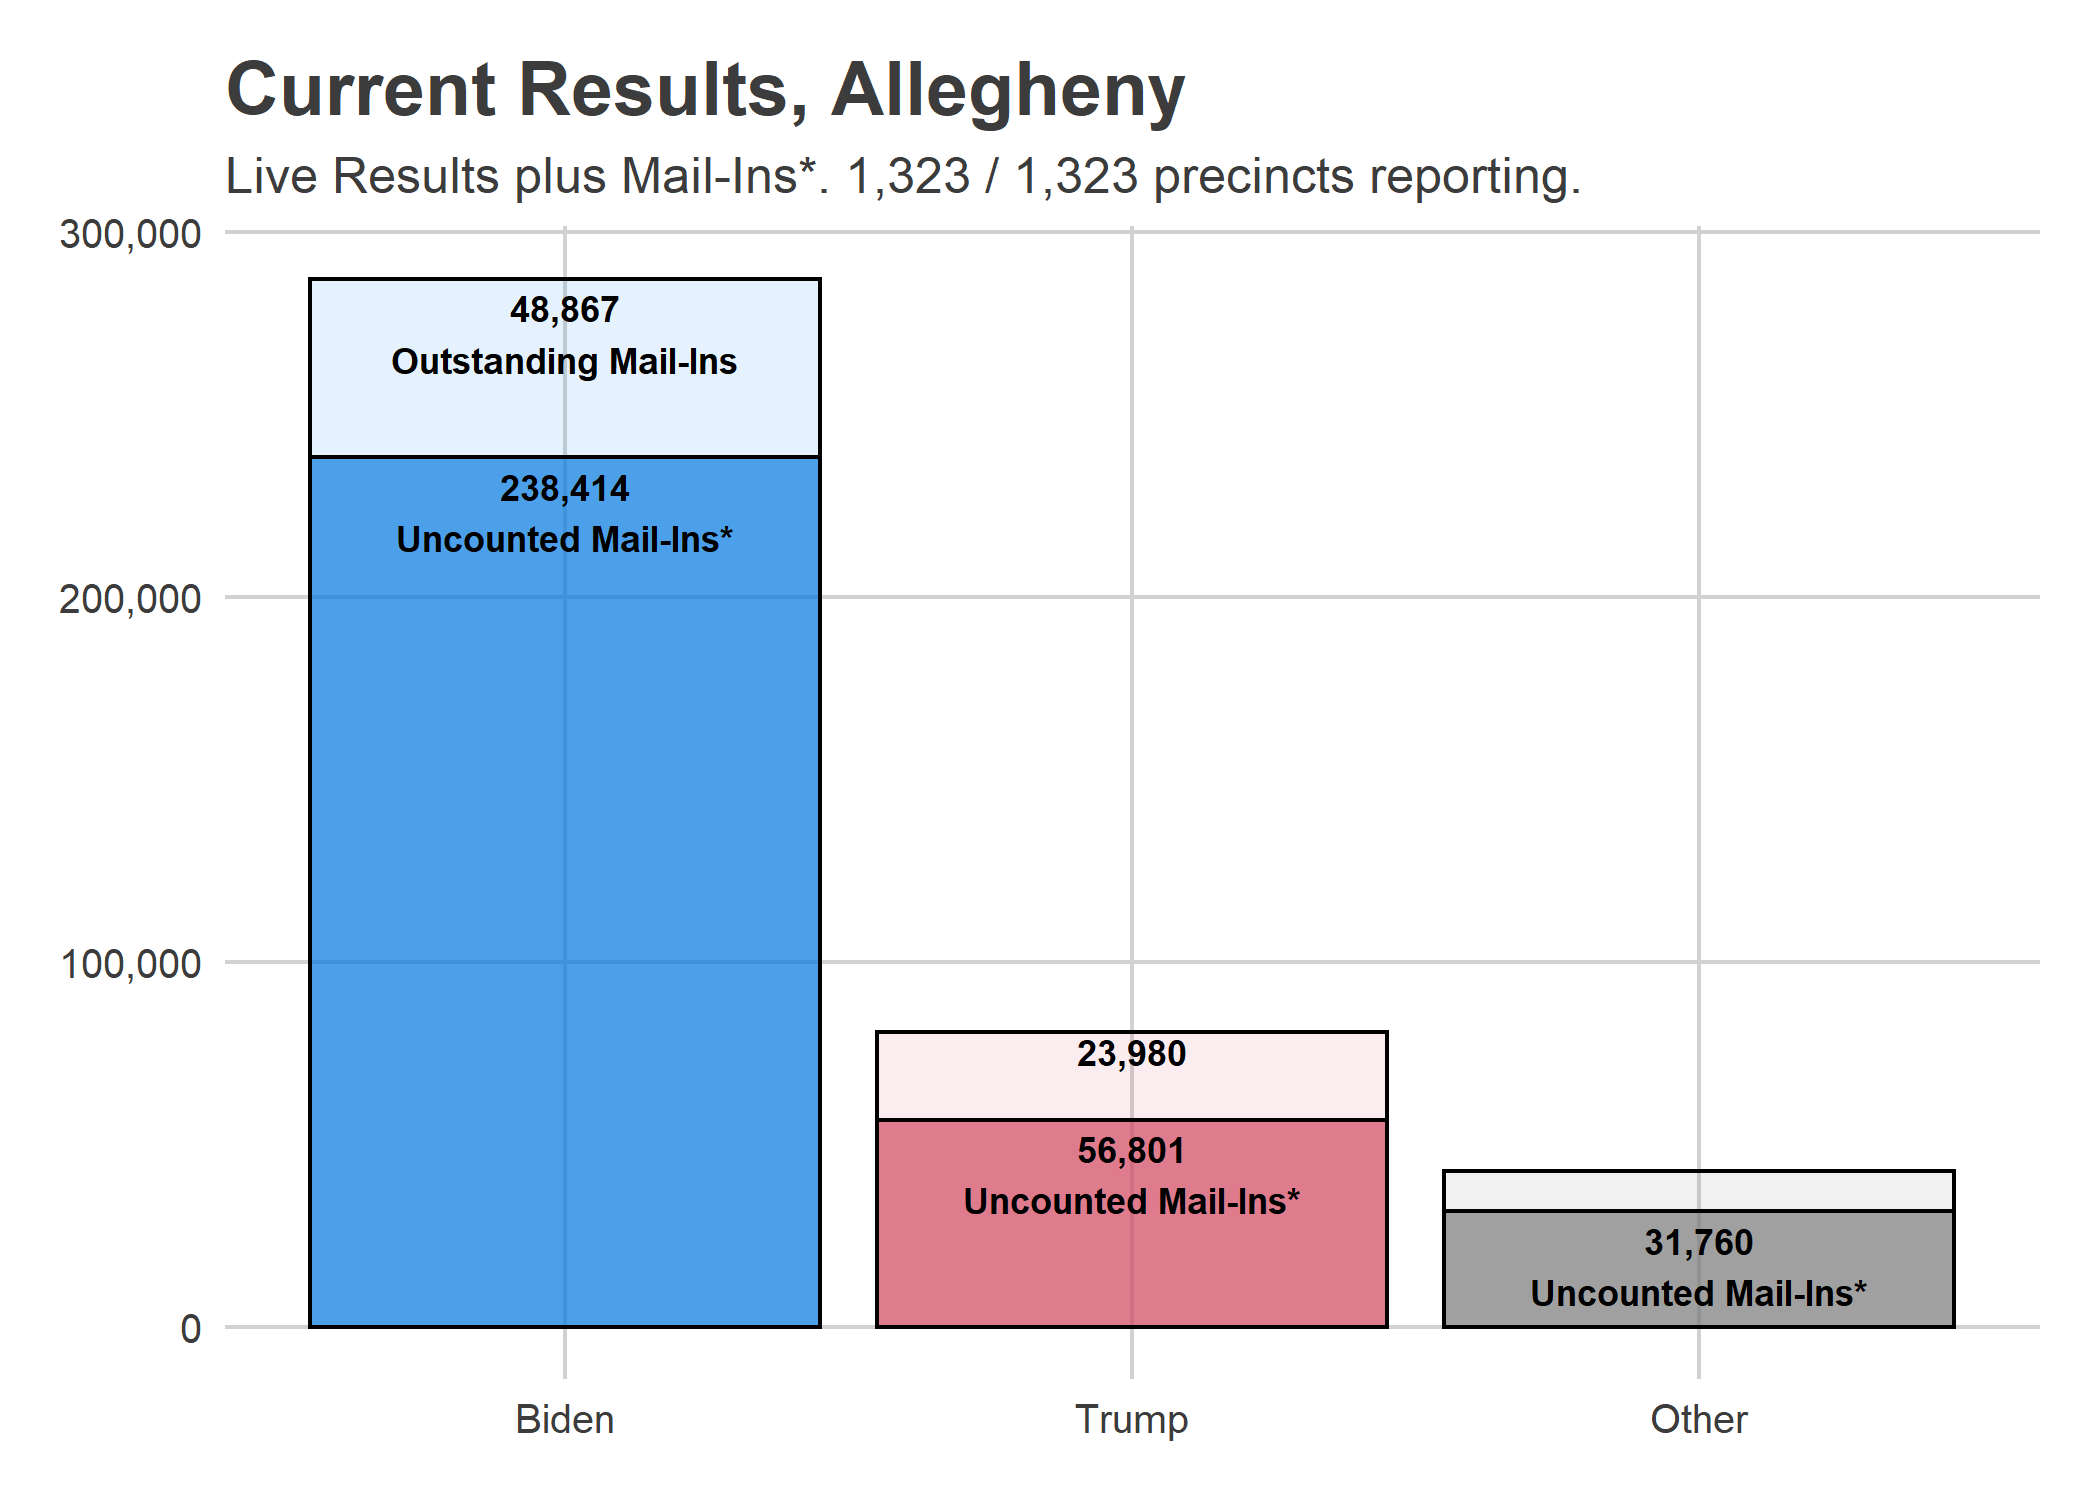 Current Results, Allegheny
Live Results plus Mail-Ins*. 1,323 / 1,323 precincts reporting.
300,000
48,867
Outstanding Mail-Ins
238,414
Uncounted Mail-Ins*
200,000
100,000
23,980
56,801
Uncounted Mail-Ins*
31,760
Uncounted Mail-Ins*
0
Biden Trump Other